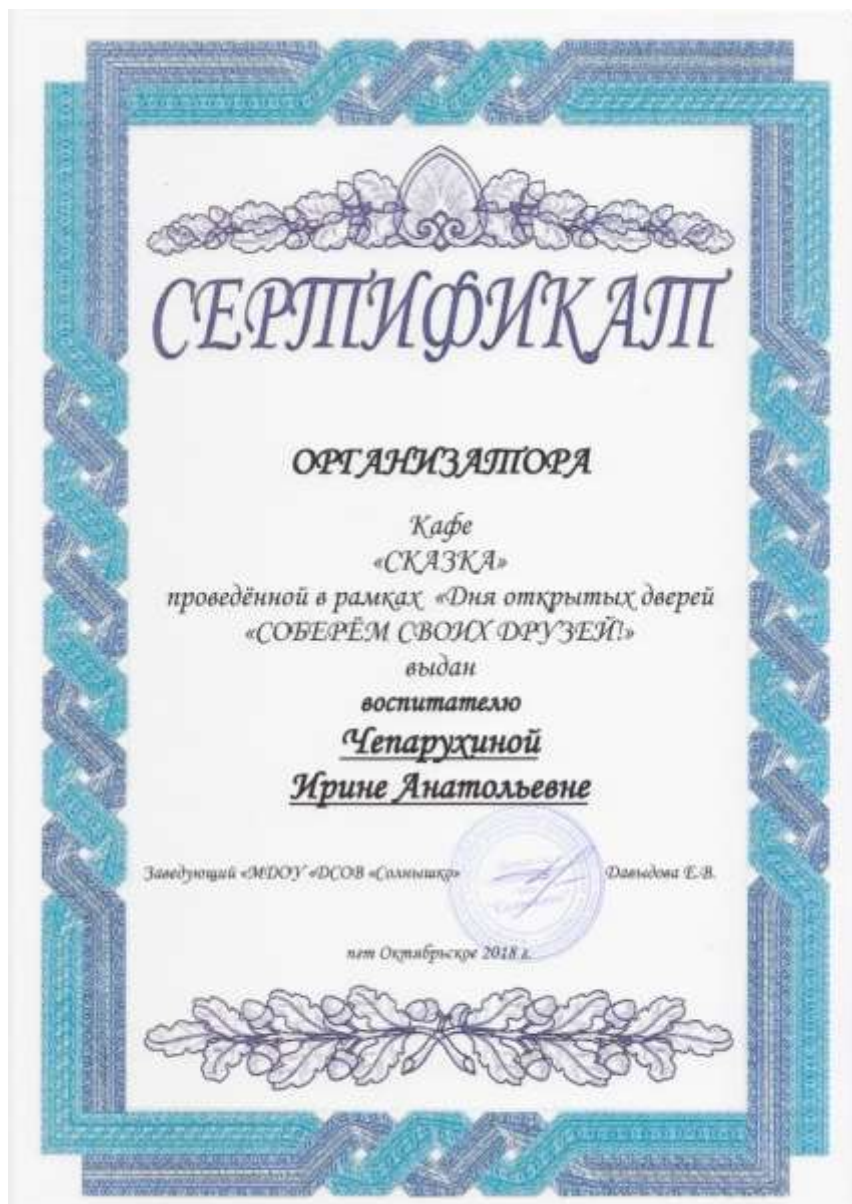 СЕРТИФИКАТ
ОРГАНИЗАТОРА
Кафе
«СКАЗКА»
проведённой в рамках «Дня открытых дверей
«СОБЕРЁМ СВОИХ ДРУЗЕЙ!»
выдан
воспитателю
Чепарухиной
Ирине Анатольевне
Заведующий «МДОУ «ДСОВ «Солнышко» Давыдова Е.В.
пгт Октябрьское 2018 г.